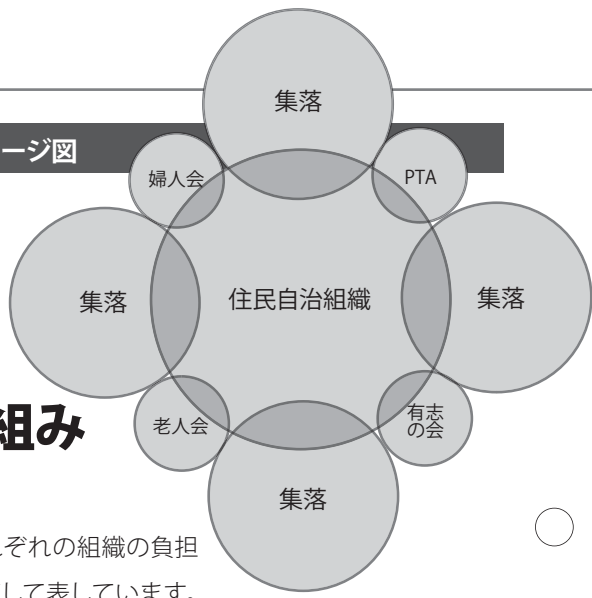 集落
ージ図
婦人会
PTA
集落
住民自治組織
集落
老人会
有志
の会
組み
集落
れぞれの組織の負担
して表しています。